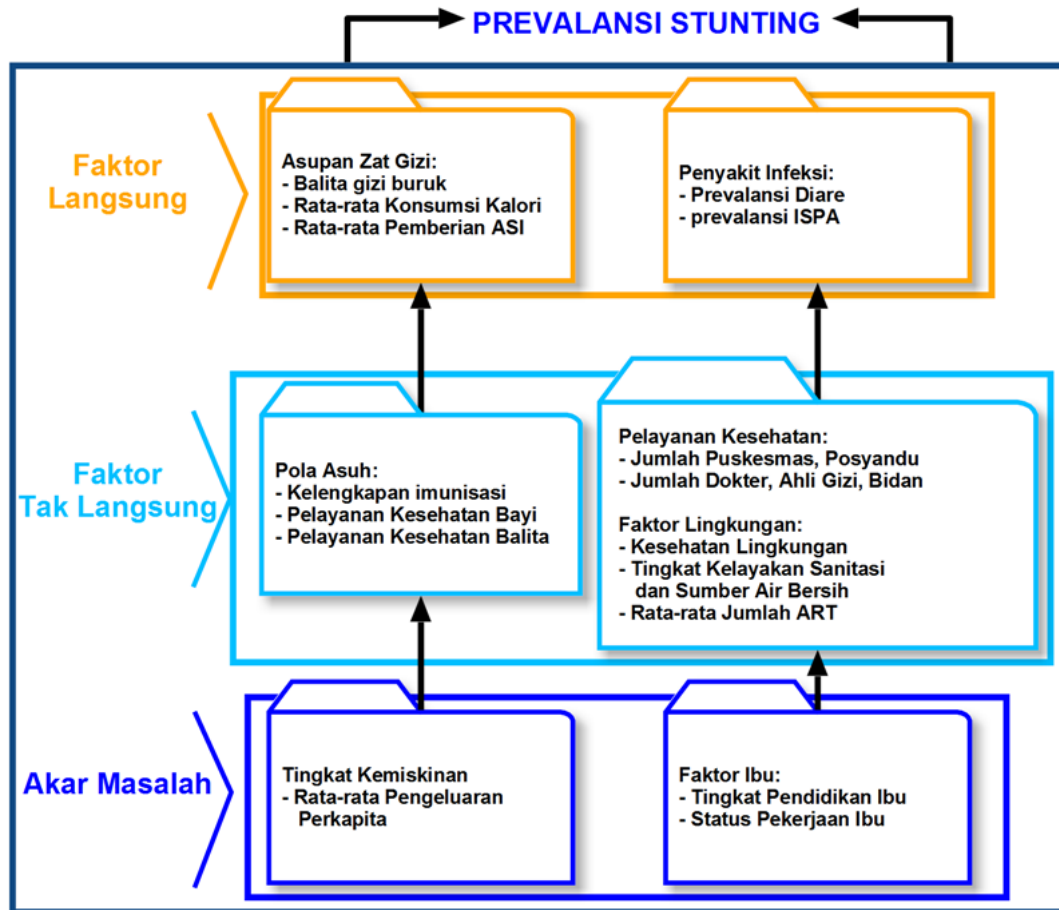 PREVALANSI STUNTING
Faktor
Langsung
Asupan Zat Gizi:
- Balita gizi buruk
- Rata-rata Konsumsi Kalori
- Rata-rata Pemberian ASI
Penyakit Infeksi:
- Prevalansi Diare
- prevalansi ISPA
Faktor
Tak Langsung
Pola Asuh:
- Kelengkapan imunisasi
- Pelayanan Kesehatan Bayi
- Pelayanan Kesehatan Balita
Pelayanan Kesehatan:
- Jumlah Puskesmas, Posyandu
- Jumlah Dokter, Ahli Gizi, Bidan
Faktor Lingkungan:
- Kesehatan Lingkungan
- Tingkat Kelayakan Sanitasi
dan Sumber Air Bersih
- Rata-rata Jumlah ART
Akar Masalah
Tingkat Kemiskinan
- Rata-rata Pengeluaran
Perkapita
Faktor Ibu:
- Tingkat Pendidikan Ibu
- Status Pekerjaan Ibu